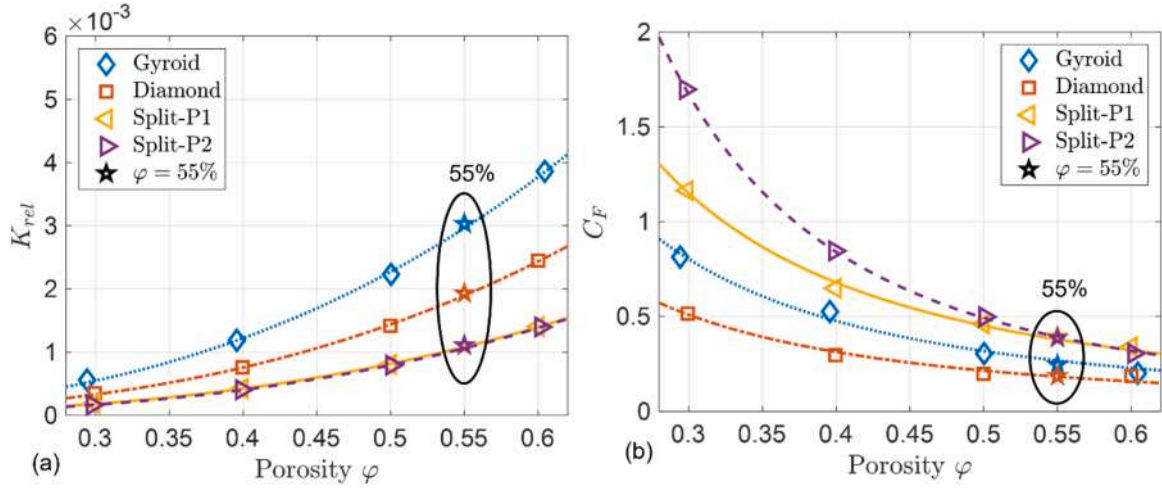 ×10⁻³
6
5
4
3
2
1
0
K_rel
Gyroid
Diamond
Split-P1
Split-P2
φ = 55%
55%
0.3 0.35 0.4 0.45 0.5 0.55 0.6
(a) Porosity φ
2
1.5
1
0.5
0
C_F
Gyroid
Diamond
Split-P1
Split-P2
φ = 55%
55%
0.3 0.35 0.4 0.45 0.5 0.55 0.6
(b) Porosity φ